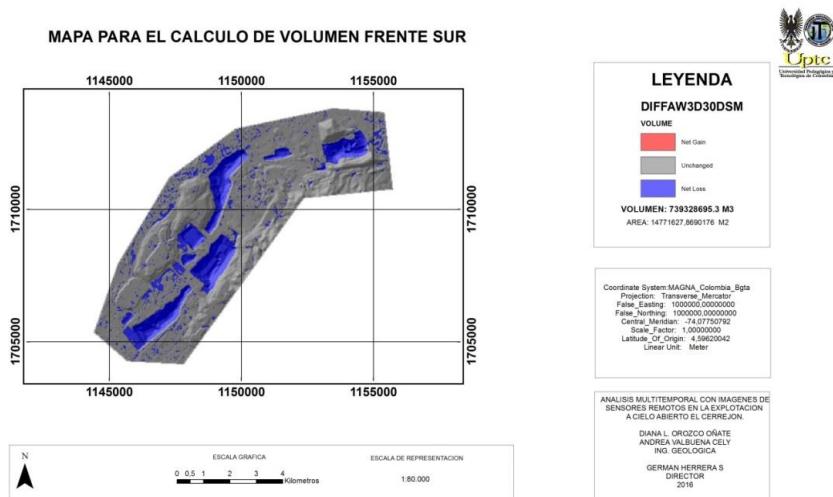 MAPA PARA EL CALCULO DE VOLUMEN FRENTE SUR
1145000 1150000 1155000
1710000 1710000
1705000 1705000
1145000 1150000 1155000
N
ESCALA GRAFICA
0 0,5 1 2 3 4
Kilometros
ESCALA DE REPRESENTACION
1:80.000
Uptc
Universidad Pedagógica y
Tecnológica de Colombia
LEYENDA
DIFFAW3D30DSM
VOLUME
Net Gain
Unchanged
Net Loss
VOLUMEN: 739328695.3 M3
AREA: 14771627,8690176 M2
Coordinate System:MAGNA_Colombia_Bgta
Projection: Transverse_Mercator
False_Easting: 1000000,00000000
False_Northing: 1000000,00000000
Central_Meridian: -74,07750792
Scale_Factor: 1,00000000
Latitude_Of_Origin: 4,59620042
Linear Unit: Meter
ANALISIS MULTITEMPORAL CON IMAGENES DE
SENSORES REMOTOS EN LA EXPLOTACION
A CIELO ABIERTO EL CERREJON.
DIANA L. OROZCO OÑATE
ANDREA VALBUENA CELY
ING. GEOLOGICA
GERMAN HERRERA S
DIRECTOR
2016